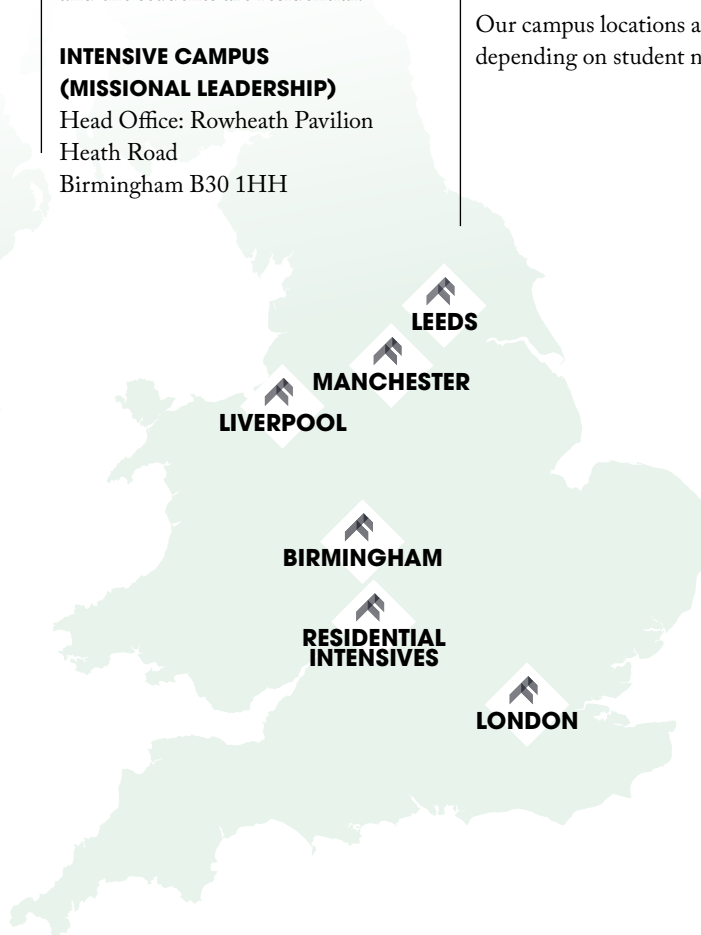 INTENSIVE CAMPUS
(MISSIONAL LEADERSHIP)
Head Office: Rowheath Pavilion
Heath Road
Birmingham B30 1HH
Our campus locations
depending on student
LEEDS
MANCHESTER
LIVERPOOL
BIRMINGHAM
RESIDENTIAL
INTENSIVES
LONDON